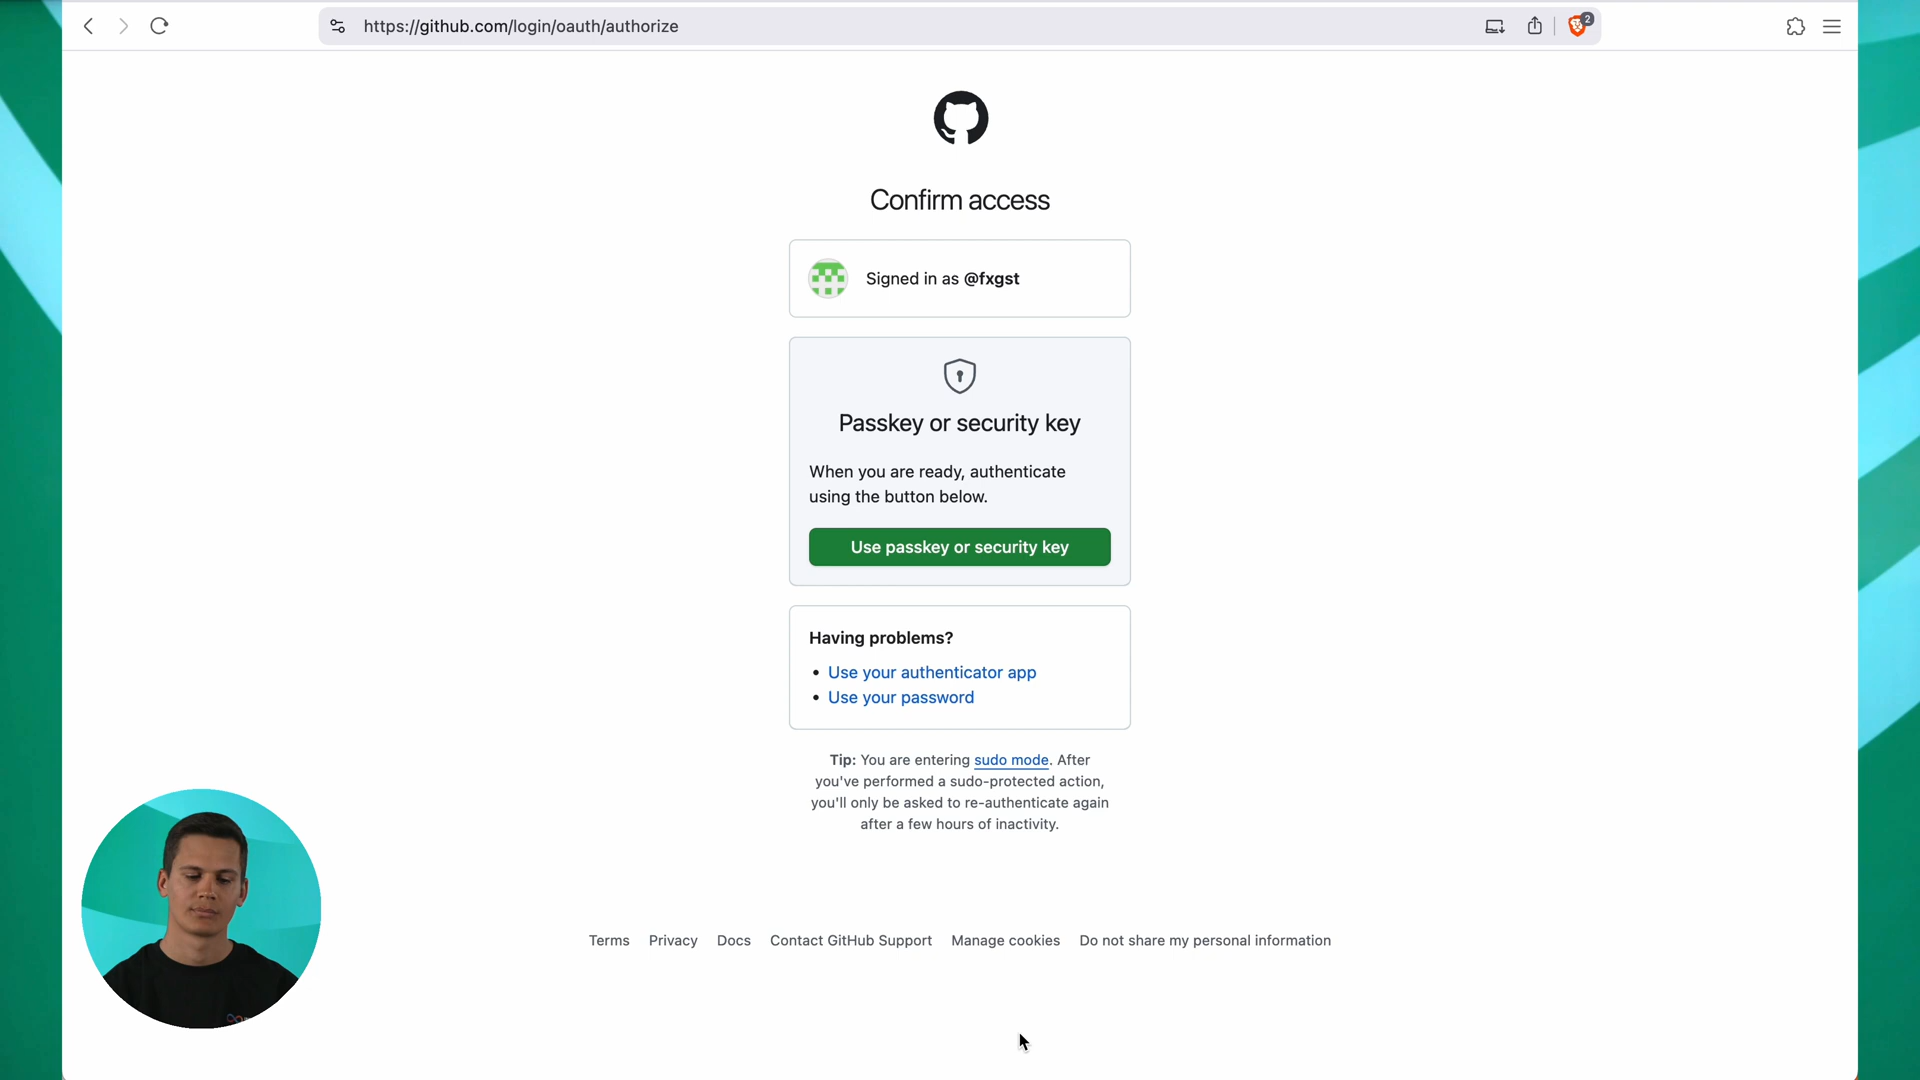 https://github.com/login/oauth/authorize
2
Confirm access
Signed in as @fxgst
Passkey or security key
When you are ready, authenticate
using the button below.
Use passkey or security key
Having problems?
• Use your authenticator app
• Use your password
Tip: You are entering sudo mode. After
you've performed a sudo-protected action,
you'll only be asked to re-authenticate again
after a few hours of inactivity.
Terms Privacy Docs Contact GitHub Support Manage cookies Do not share my personal information